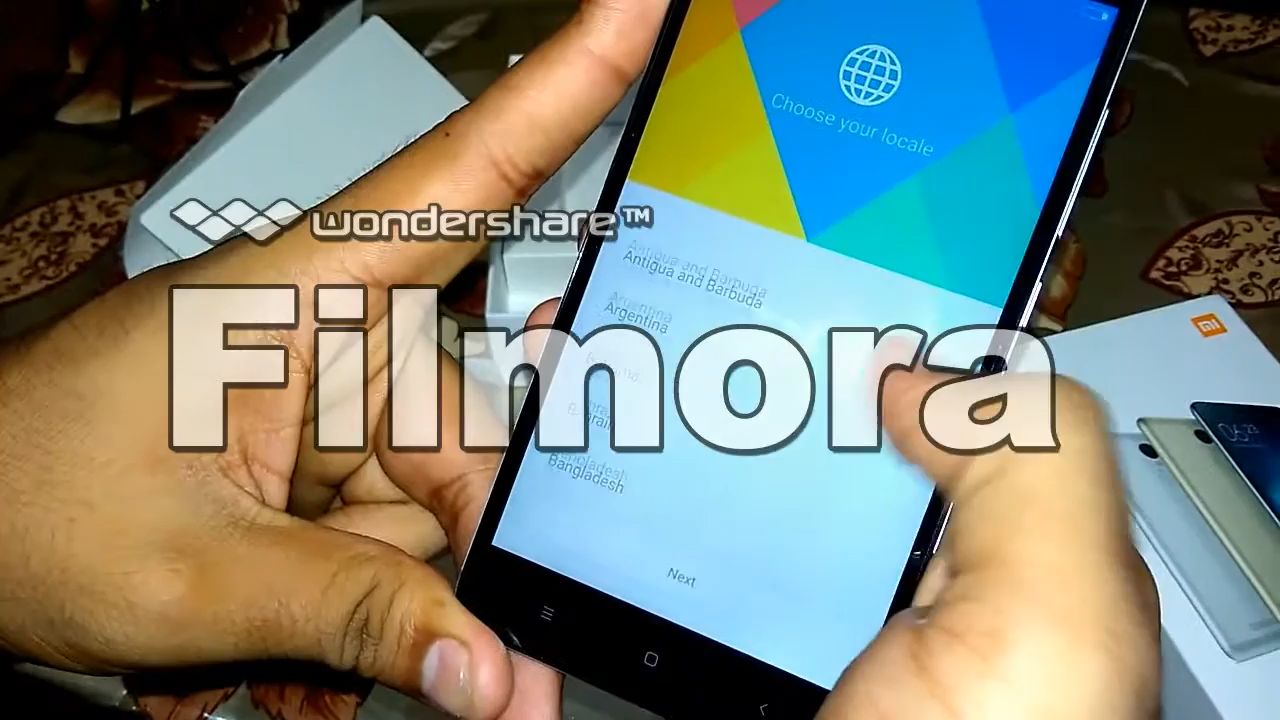 Choose your locale
wondershare™
Filmora
Antigua and Barbuda
Argentina
Bangladesh
Next
mi